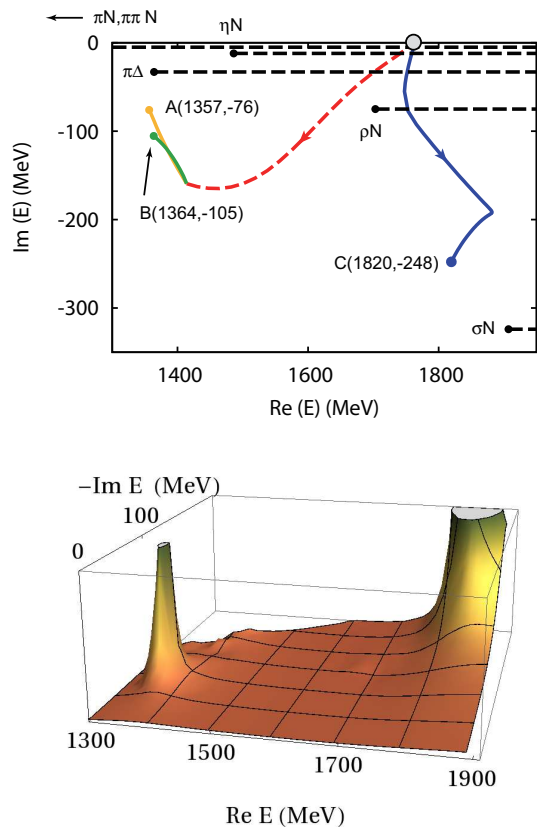 πN,ππ N
ηN
0
πΔ
A(1357,-76)
ρN
-100
B(1364,-105)
-200
C(1820,-248)
-300
σN
Im (E) (MeV)
1400
1600
1800
Re (E) (MeV)
−Im E (MeV)
100
0
1300
1500
1700
1900
Re E (MeV)